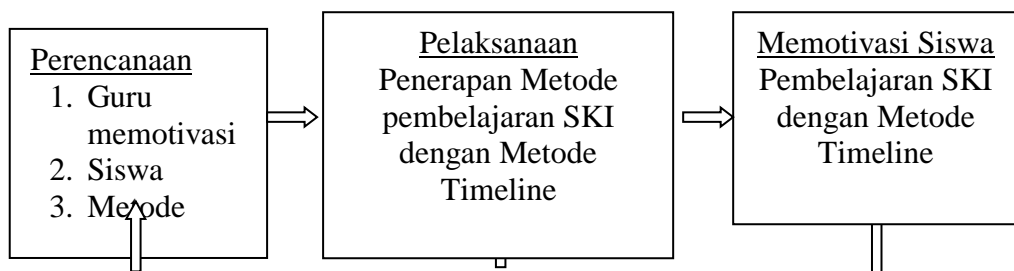 Perencanaan
1. Guru
memotivasi
2. Siswa
3. Metode
Pelaksanaan
Penerapan Metode
pembelajaran SKI
dengan Metode
Timeline
Memotivasi Siswa
Pembelajaran SKI
dengan Metode
Timeline